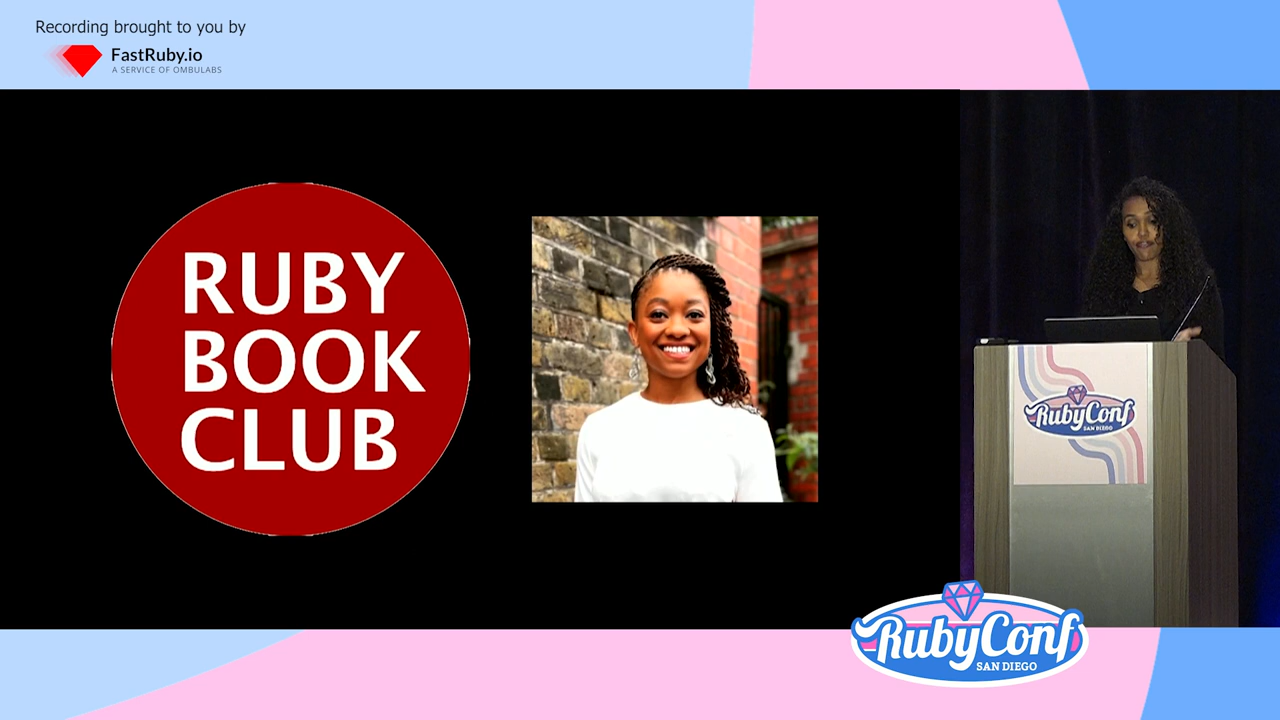 Recording brought to you by
FastRuby.io
A SERVICE OF OMBULABS
RUBY
BOOK
CLUB
RubyConf
SAN DIEGO
RubyConf
SAN DIEGO